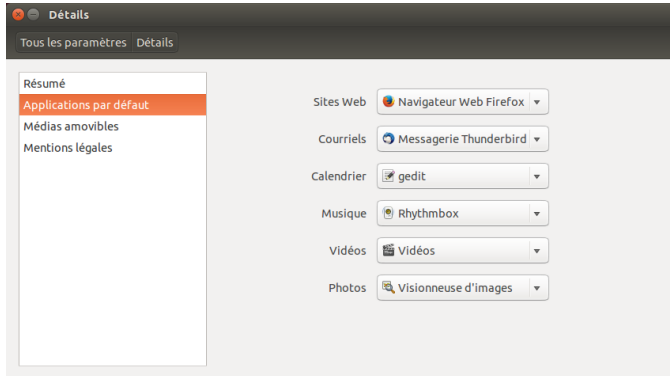 Détails
Tous les paramètres Détails
Résumé
Applications par défaut
Médias amovibles
Mentions légales
Sites Web Navigateur Web Firefox
Courriels Messagerie Thunderbird
Calendrier gedit
Musique Rhythmbox
Vidéos Vidéos
Photos Visionneuse d'images